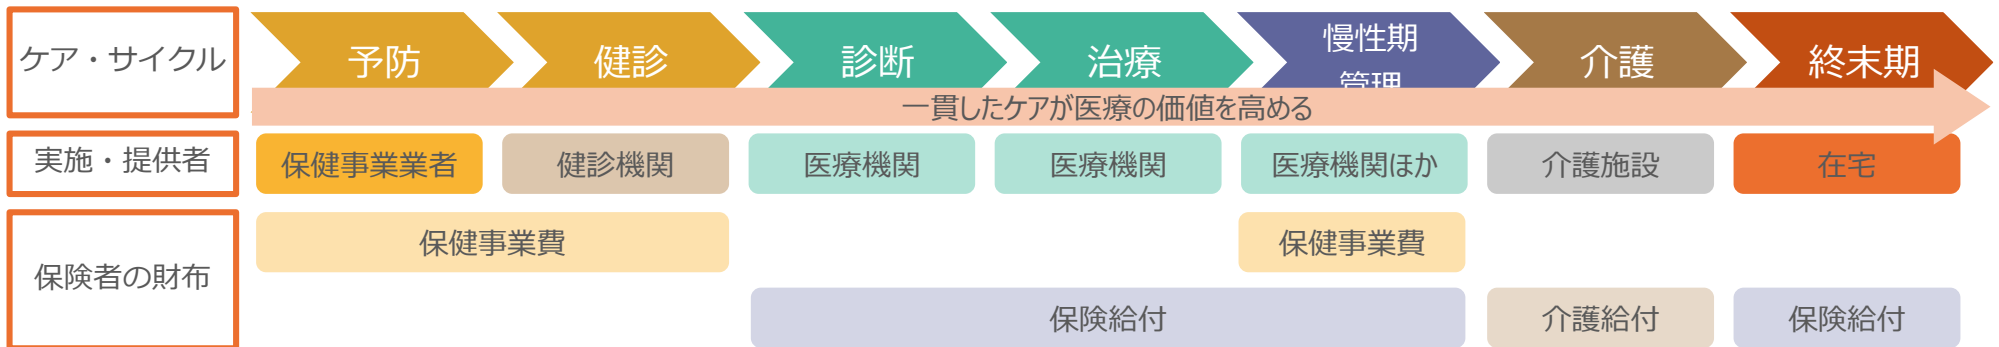 ケア・サイクル
予防
健診
診断
治療
慢性期
管理
介護
終末期
一貫したケアが医療の価値を高める
実施・提供者
保健事業業者
健診機関
医療機関
医療機関
医療機関ほか
介護施設
在宅
保険者の財布
保健事業費
保健事業費
保険給付
介護給付
保険給付